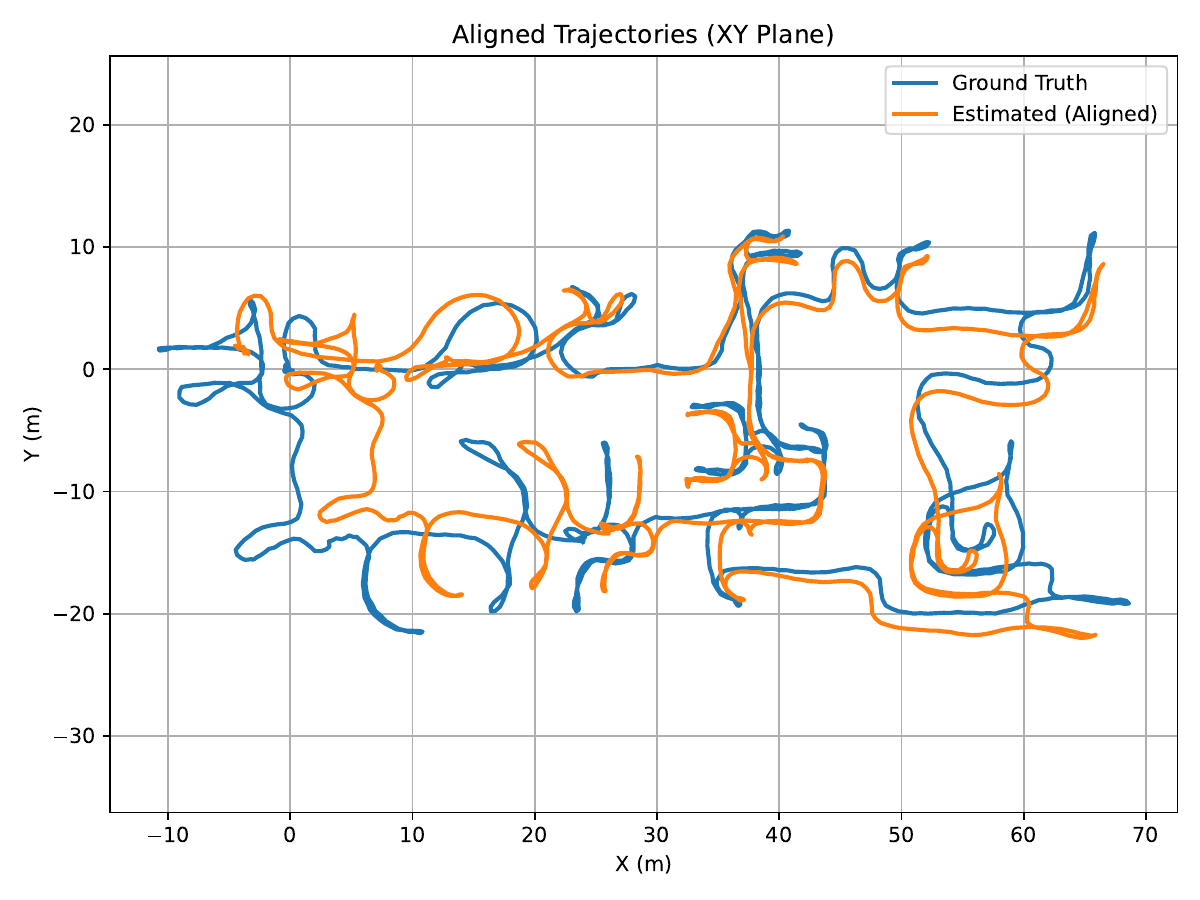 Aligned Trajectories (XY Plane)
Ground Truth
Estimated (Aligned)
20
10
0
−10
−20
−30
Y (m)
−10 0 10 20 30 40 50 60 70
X (m)